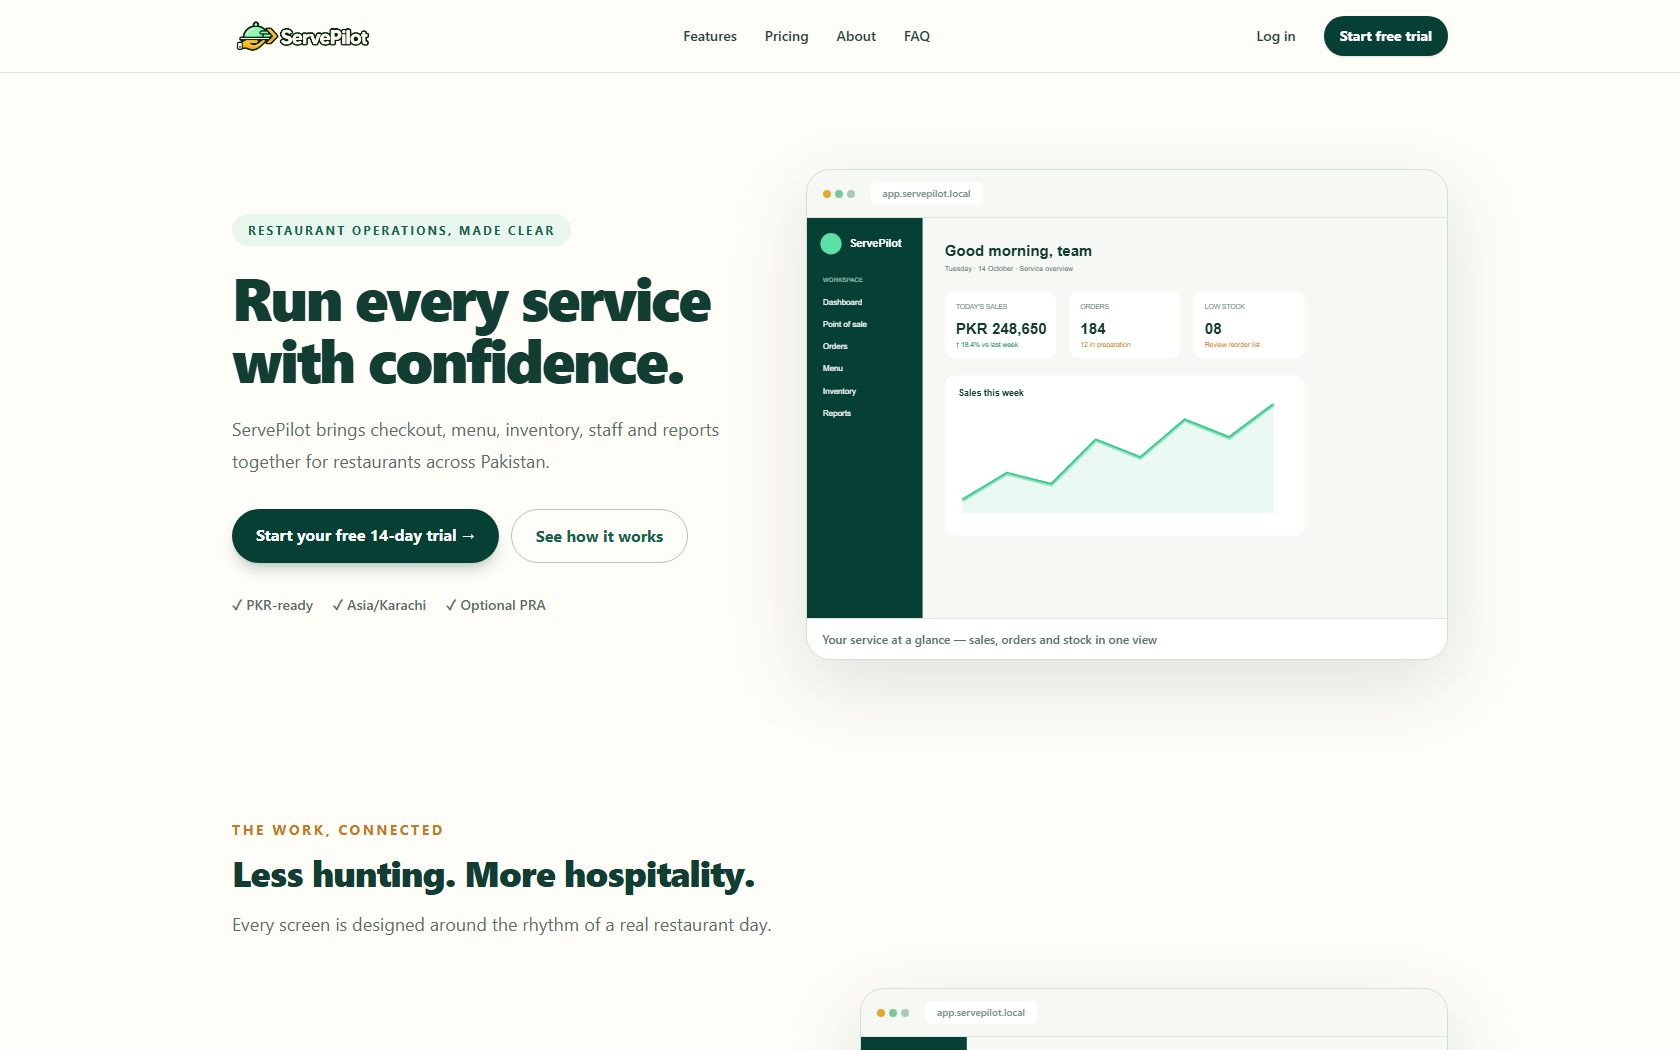 ServePilot
Features Pricing About FAQ
Log in
Start free trial
RESTAURANT OPERATIONS, MADE CLEAR
Run every service
with confidence.
ServePilot brings checkout, menu, inventory, staff and reports
together for restaurants across Pakistan.
Start your free 14-day trial →
See how it works
✓ PKR-ready ✓ Asia/Karachi ✓ Optional PRA
app.servepilot.local
ServePilot
WORKSPACE
Dashboard
Point of sale
Orders
Menu
Inventory
Reports
Good morning, team
Tuesday · 14 October · Service overview
TODAY'S SALES
PKR 248,650
↑ 18.4% vs last week
ORDERS
184
12 in preparation
LOW STOCK
08
Review reorder list
Sales this week
Your service at a glance — sales, orders and stock in one view
THE WORK, CONNECTED
Less hunting. More hospitality.
Every screen is designed around the rhythm of a real restaurant day.
app.servepilot.local